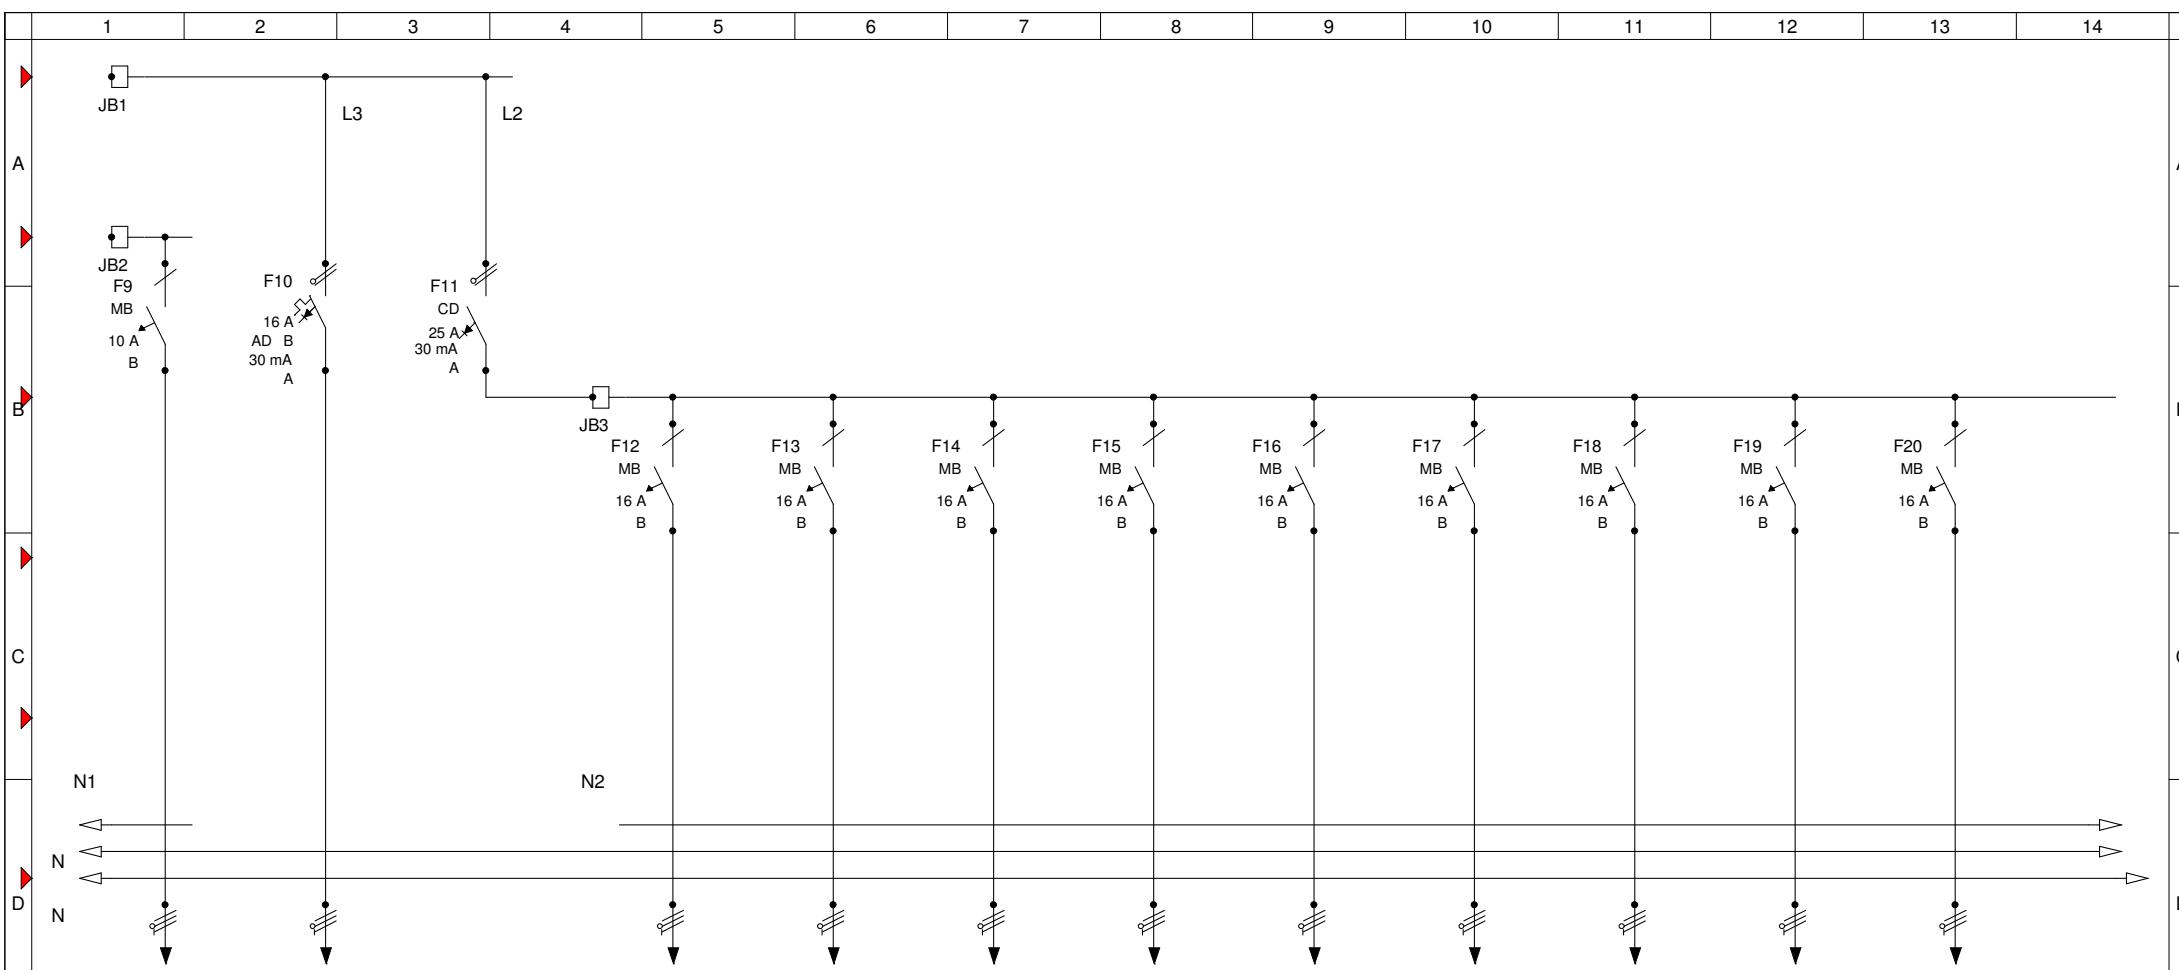 1 2 3 4 5 6 7 8 9 10 11 12 13 14
JB1
L3 L2
A
JB2
F9
MB
10 A
B
F10
16 A
AD B
30 mA
A
F11
CD
25 A
30 mA
A
B
JB3
F12 F13 F14 F15 F16 F17 F18 F19 F20
MB MB MB MB MB MB MB MB MB
16 A 16 A 16 A 16 A 16 A 16 A 16 A 16 A 16 A
B B B B B B B B B
C
N1 N2
N
D
N